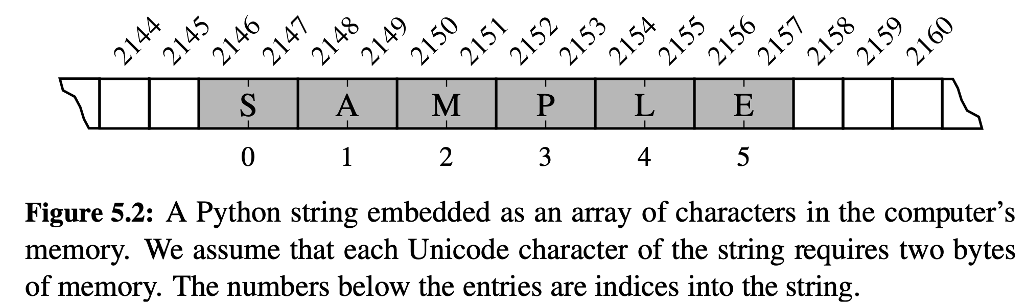 2144 2145 2146 2147 2148 2149 2150 2151 2152 2153 2154 2155 2156 2157 2158 2159 2160
S A M P L E
0 1 2 3 4 5
Figure 5.2: A Python string embedded as an array of characters in the computer’s
memory. We assume that each Unicode character of the string requires two bytes
of memory. The numbers below the entries are indices into the string.